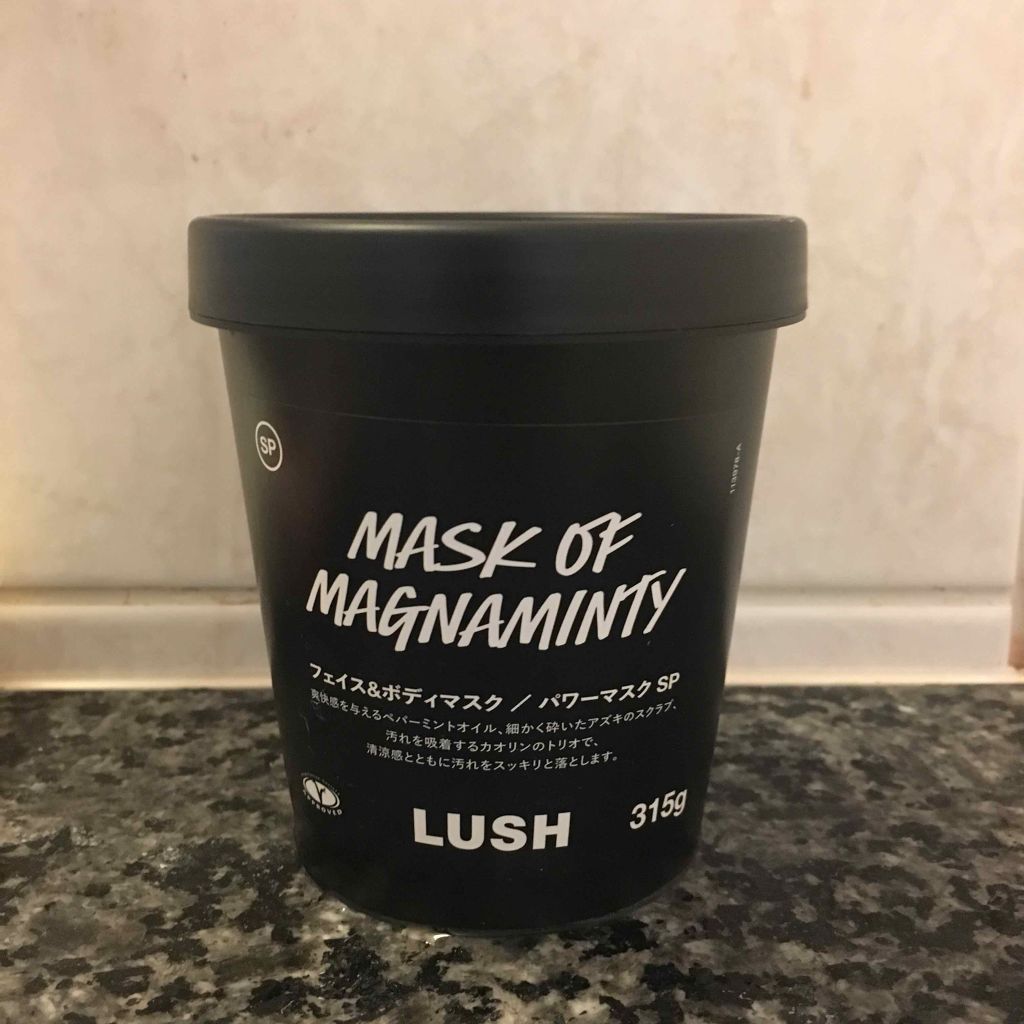 SP
113978-A
MASK OF
MAGNAMINTY
フェイス&ボディマスク / パワーマスク SP
爽快感を与えるペパーミントオイル、細かく砕いたアズキのスクラブ、
汚れを吸着するカオリンのトリオで、
清涼感とともに汚れをスッキリと落とします。
APPROVED
LUSH
315g